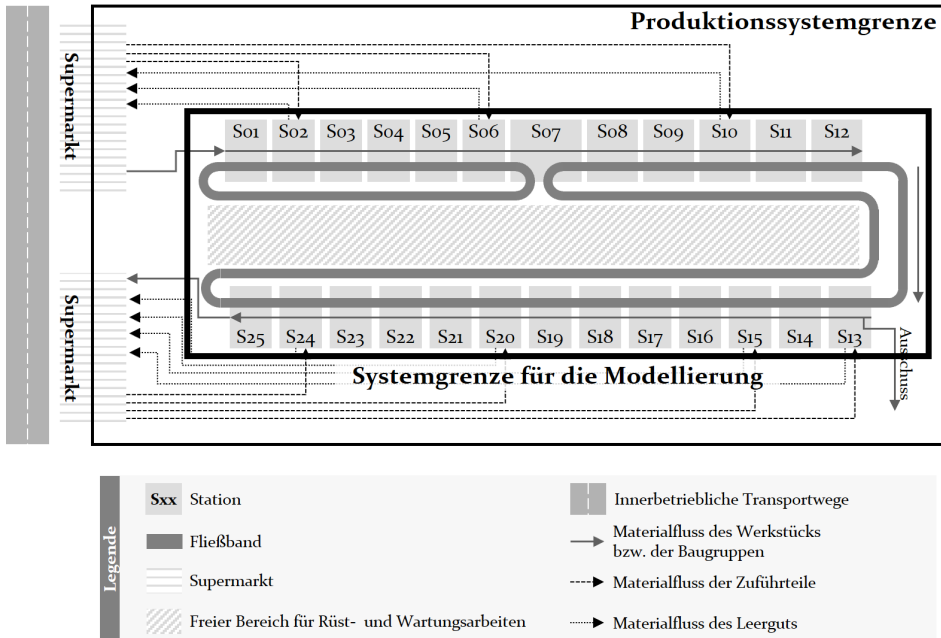 Produktionssystemgrenze
Supermarkt
S01 S02 S03 S04 S05 S06 S07 S08 S09 S10 S11 S12
Supermarkt
S25 S24 S23 S22 S21 S20 S19 S18 S17 S16 S15 S14 S13
Ausschuss
Systemgrenze für die Modellierung
Legende
Sxx Station
Fließband
Supermarkt
Freier Bereich für Rüst- und Wartungsarbeiten
Innerbetriebliche Transportwege
Materialfluss des Werkstücks
bzw. der Baugruppen
Materialfluss der Zuführteile
Materialfluss des Leerguts